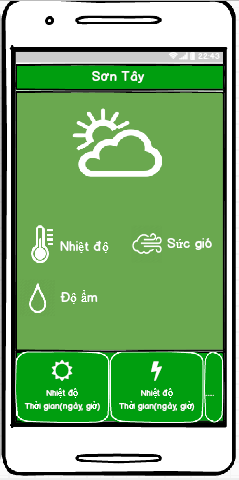 22:43
Sơn Tây
Nhiệt độ
Sức gió
Độ ẩm
Nhiệt độ
Thời gian(ngày, giờ)
Nhiệt độ
Thời gian(ngày, giờ)
.....